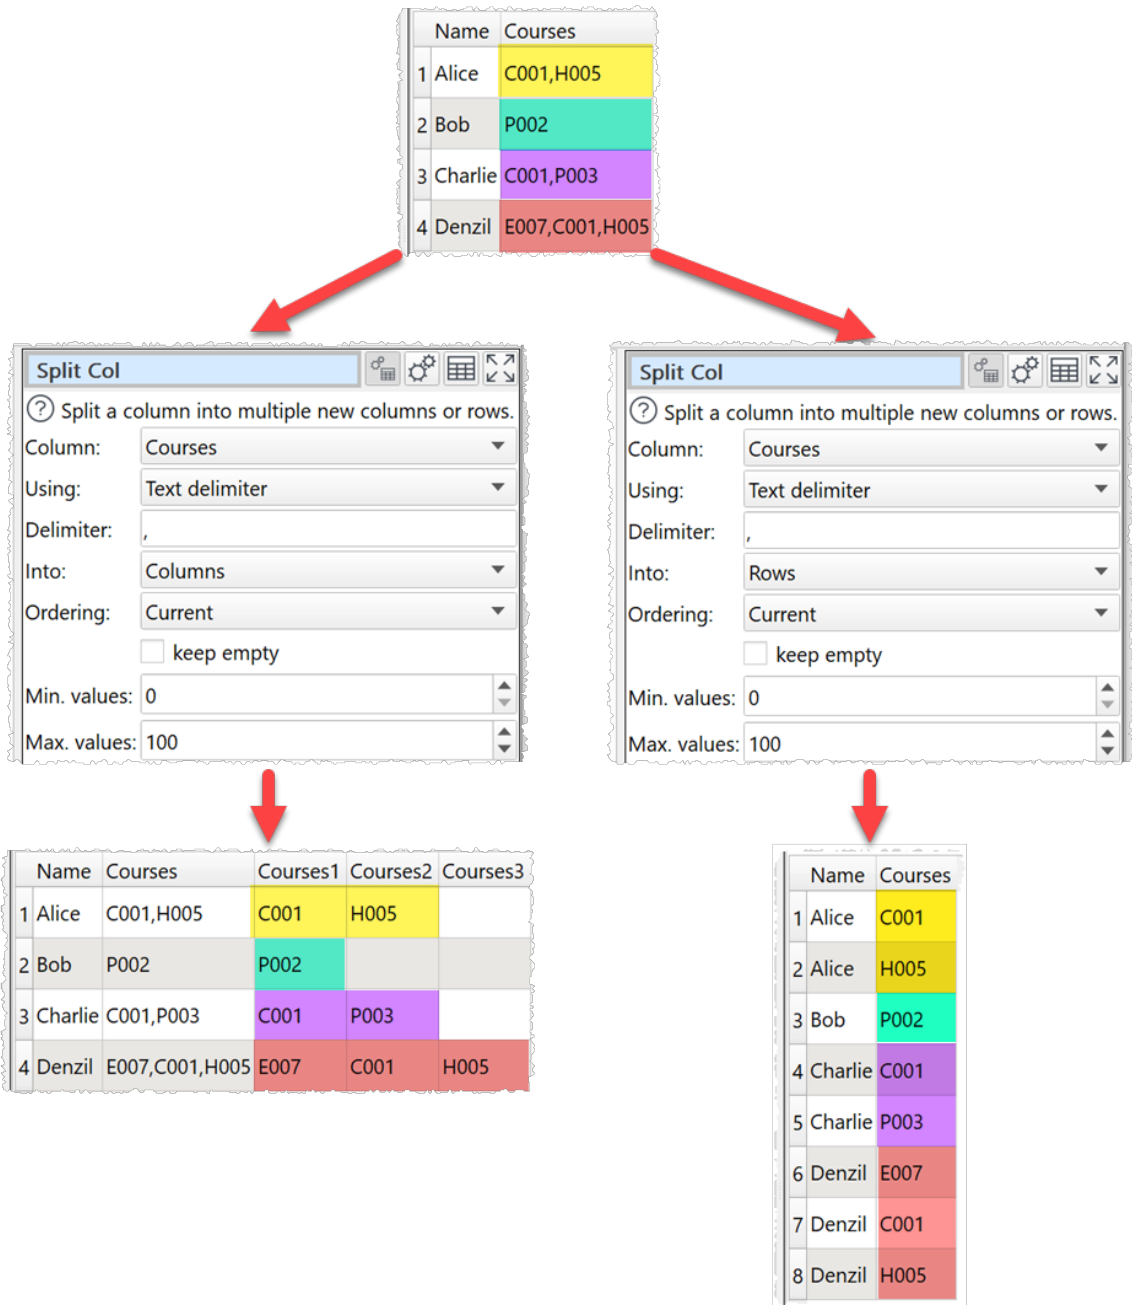 Name Courses
1 Alice C001,H005
2 Bob P002
3 Charlie C001,P003
4 Denzil E007,C001,H005
Split Col
? Split a column into multiple new columns or rows.
Column: Courses
Using: Text delimiter
Delimiter: ,
Into: Columns
Ordering: Current
keep empty
Min. values: 0
Max. values: 100
Split Col
? Split a column into multiple new columns or rows.
Column: Courses
Using: Text delimiter
Delimiter: ,
Into: Rows
Ordering: Current
keep empty
Min. values: 0
Max. values: 100
Name Courses Courses1 Courses2 Courses3
1 Alice C001,H005 C001 H005
2 Bob P002 P002
3 Charlie C001,P003 C001 P003
4 Denzil E007,C001,H005 E007 C001 H005
Name Courses
1 Alice C001
2 Alice H005
3 Bob P002
4 Charlie C001
5 Charlie P003
6 Denzil E007
7 Denzil C001
8 Denzil H005